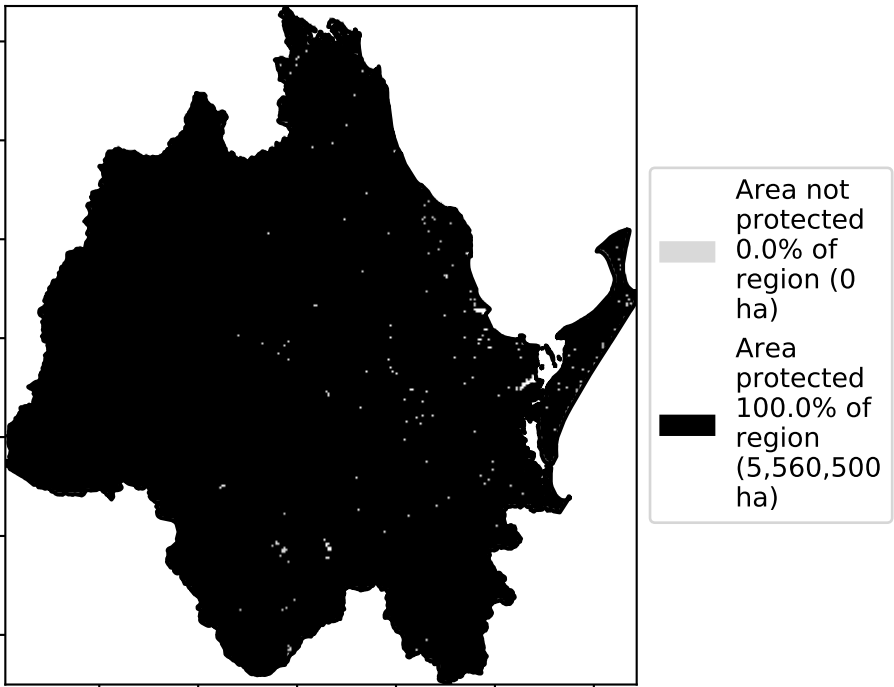 Area not
protected
0.0% of
region (0
ha)
Area
protected
100.0% of
region
(5,560,500
ha)